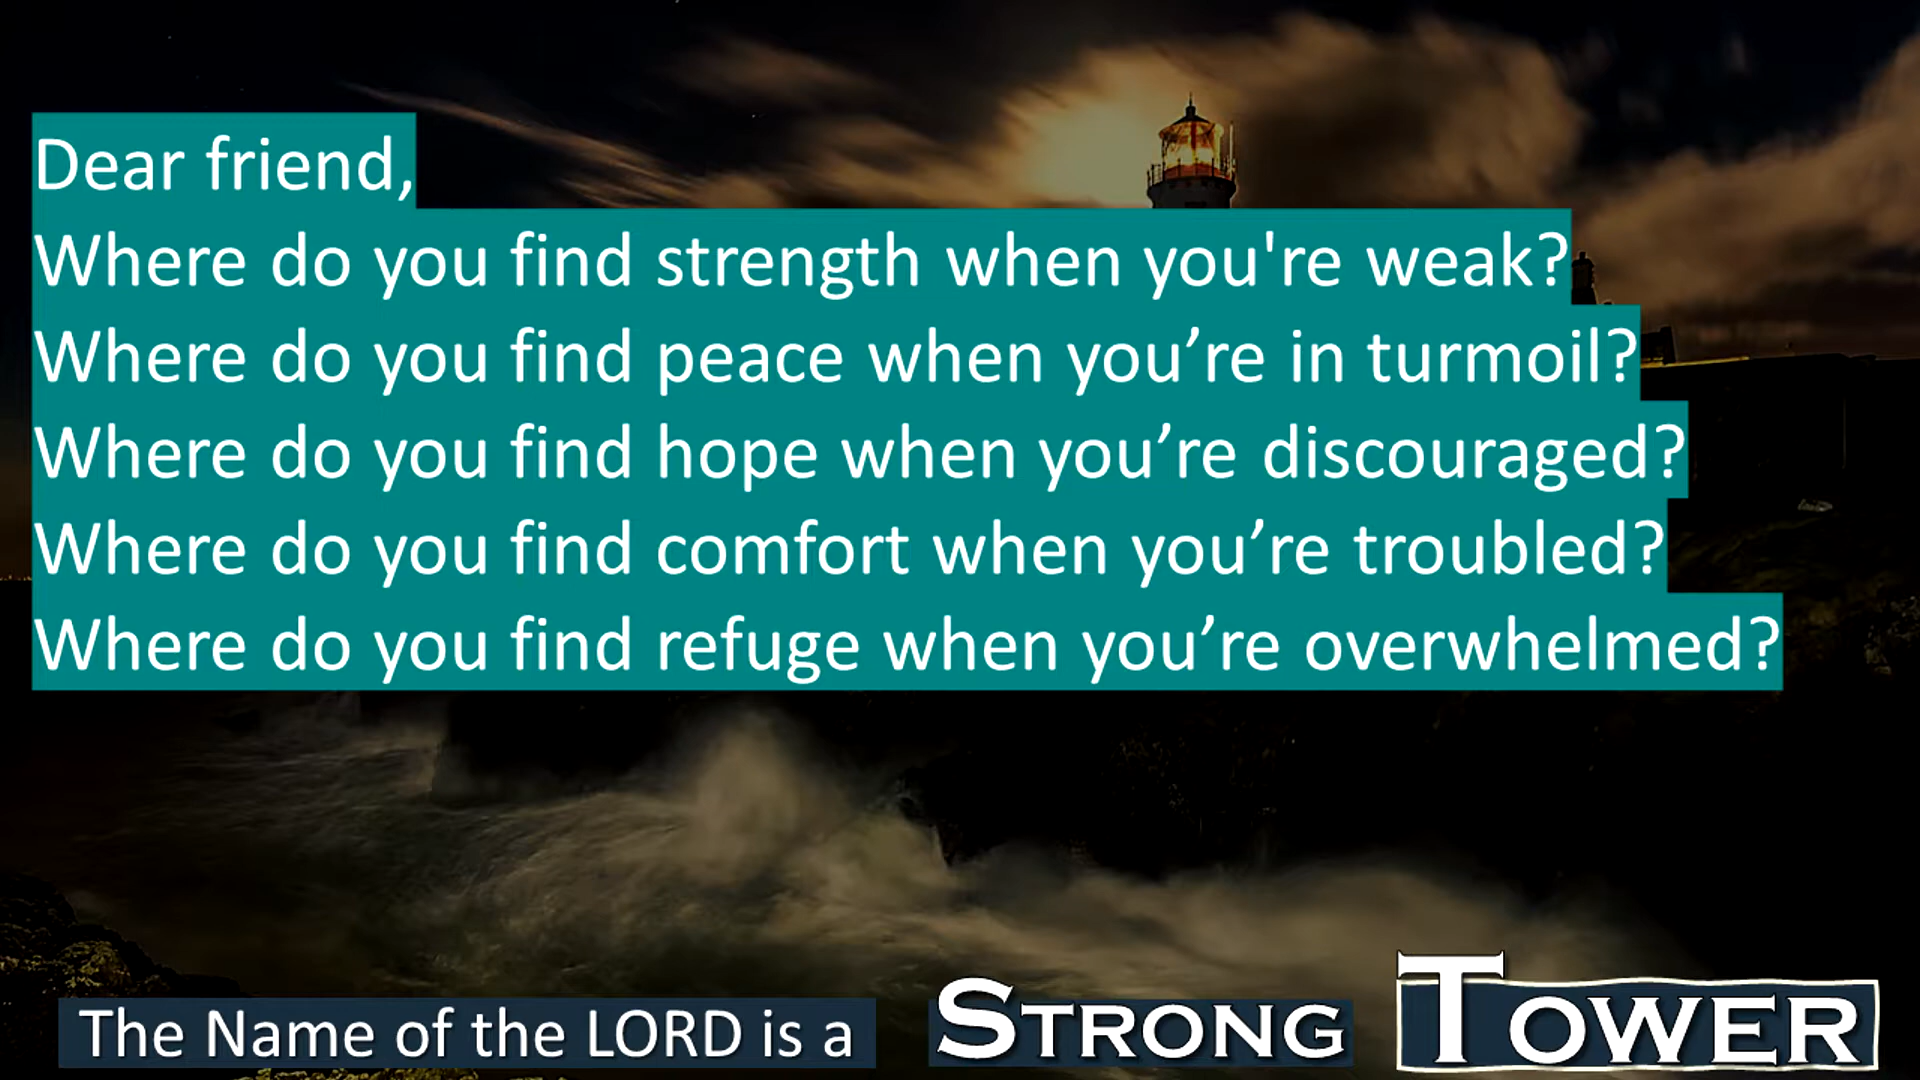 Dear friend,
Where do you find strength when you're weak?
Where do you find peace when you’re in turmoil?
Where do you find hope when you’re discouraged?
Where do you find comfort when you’re troubled?
Where do you find refuge when you’re overwhelmed?
The Name of the LORD is a STRONG TOWER